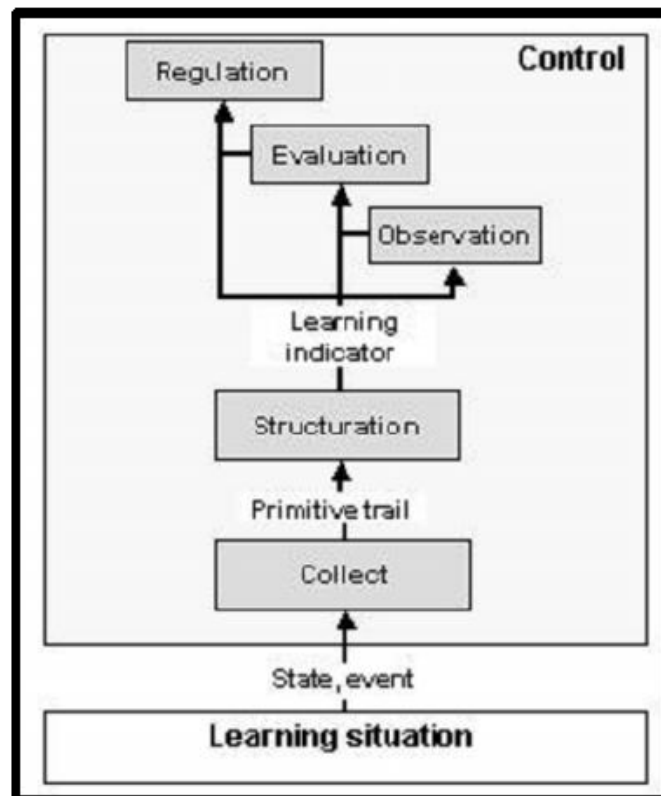 Control
Regulation
Evaluation
Observation
Learning
indicator
Structuration
Primitive trail
Collect
State, event
Learning situation